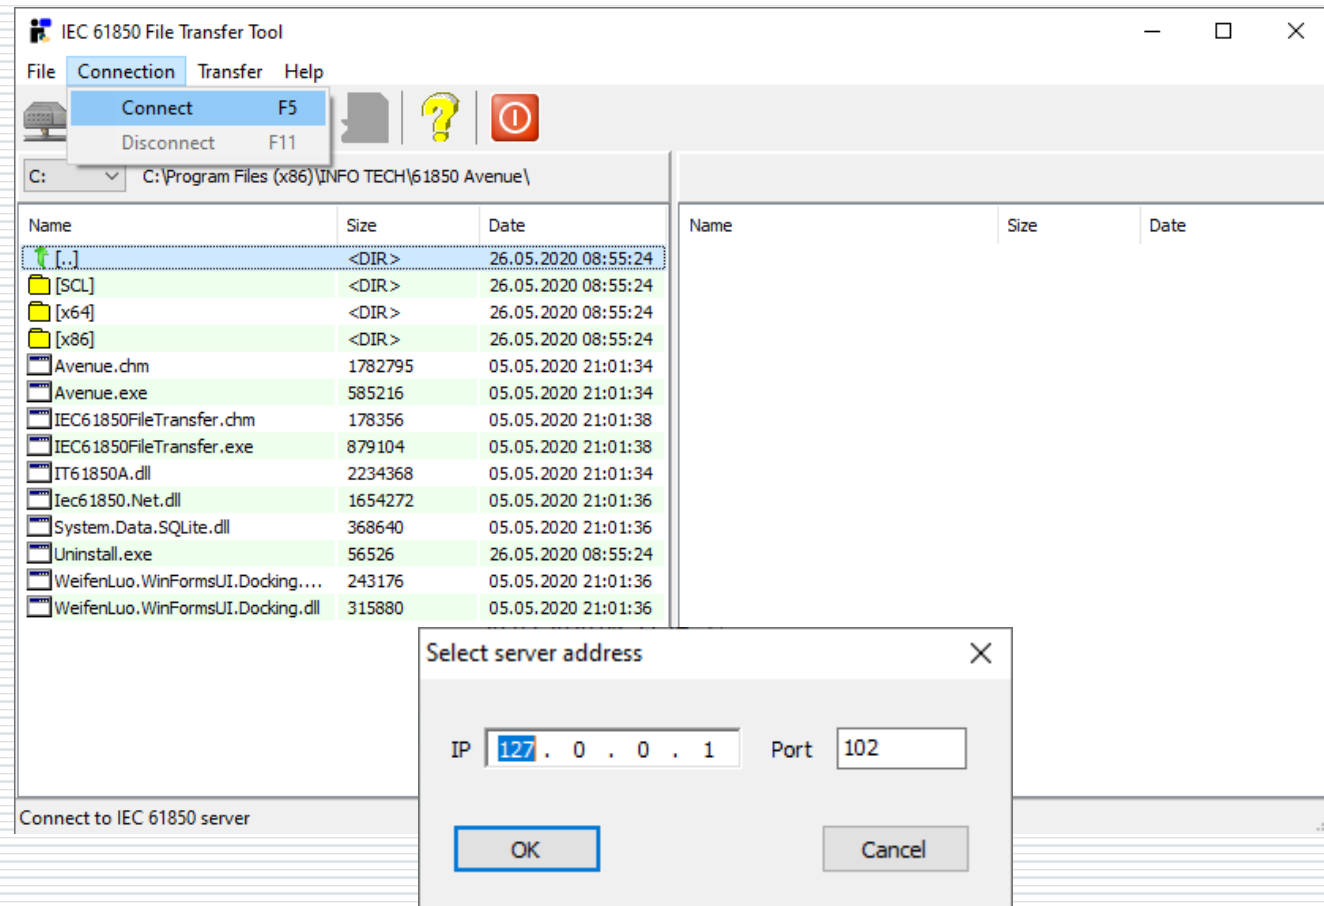 IEC 61850 File Transfer Tool
File Connection Transfer Help
Connect F5
Disconnect F11
C: C:\Program Files (x86)\INFO TECH\61850 Avenue\
Name Size Date Name Size Date
[..] <DIR> 26.05.2020 08:55:24
[SCL] <DIR> 26.05.2020 08:55:24
[x64] <DIR> 26.05.2020 08:55:24
[x86] <DIR> 26.05.2020 08:55:24
Avenue.chm 1782795 05.05.2020 21:01:34
Avenue.exe 585216 05.05.2020 21:01:34
IEC61850FileTransfer.chm 178356 05.05.2020 21:01:38
IEC61850FileTransfer.exe 879104 05.05.2020 21:01:38
IT61850A.dll 2234368 05.05.2020 21:01:34
Iec61850.Net.dll 1654272 05.05.2020 21:01:36
System.Data.SQLite.dll 368640 05.05.2020 21:01:36
Uninstall.exe 56526 26.05.2020 08:55:24
WeifenLuo.WinFormsUI.Docking.... 243176 05.05.2020 21:01:36
WeifenLuo.WinFormsUI.Docking.dll 315880 05.05.2020 21:01:36
Select server address
IP 127 . 0 . 0 . 1 Port 102
OK Cancel
Connect to IEC 61850 server